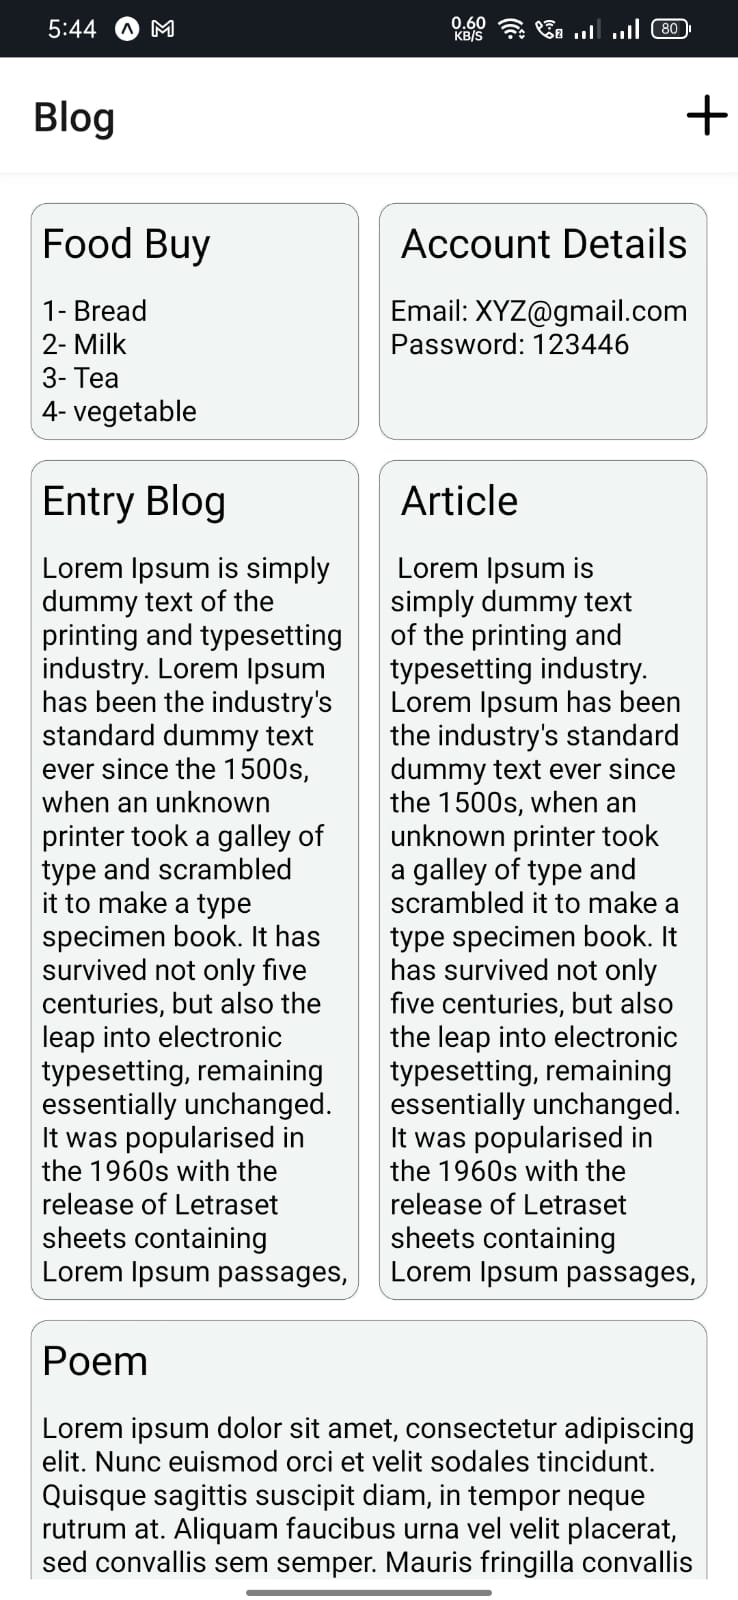 5:44
0.60
KB/S
80
Blog
Food Buy
1- Bread
2- Milk
3- Tea
4- vegetable
Account Details
Email: XYZ@gmail.com
Password: 123446
Entry Blog
Lorem Ipsum is simply
dummy text of the
printing and typesetting
industry. Lorem Ipsum
has been the industry's
standard dummy text
ever since the 1500s,
when an unknown
printer took a galley of
type and scrambled
it to make a type
specimen book. It has
survived not only five
centuries, but also the
leap into electronic
typesetting, remaining
essentially unchanged.
It was popularised in
the 1960s with the
release of Letraset
sheets containing
Lorem Ipsum passages,
Article
Lorem Ipsum is
simply dummy text
of the printing and
typesetting industry.
Lorem Ipsum has been
the industry's standard
dummy text ever since
the 1500s, when an
unknown printer took
a galley of type and
scrambled it to make a
type specimen book. It
has survived not only
five centuries, but also
the leap into electronic
typesetting, remaining
essentially unchanged.
It was popularised in
the 1960s with the
release of Letraset
sheets containing
Lorem Ipsum passages,
Poem
Lorem ipsum dolor sit amet, consectetur adipiscing
elit. Nunc euismod orci et velit sodales tincidunt.
Quisque sagittis suscipit diam, in tempor neque
rutrum at. Aliquam faucibus urna vel velit placerat,
sed convallis sem semper. Mauris fringilla convallis